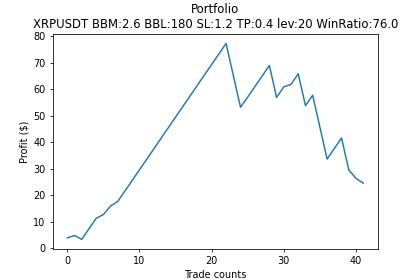 Portfolio
XRPUSDT BBM:2.6 BBL:180 SL:1.2 TP:0.4 lev:20 WinRatio:76.0
80
70
60
50
40
30
20
10
0
Profit ($)
0 10 20 30 40
Trade counts